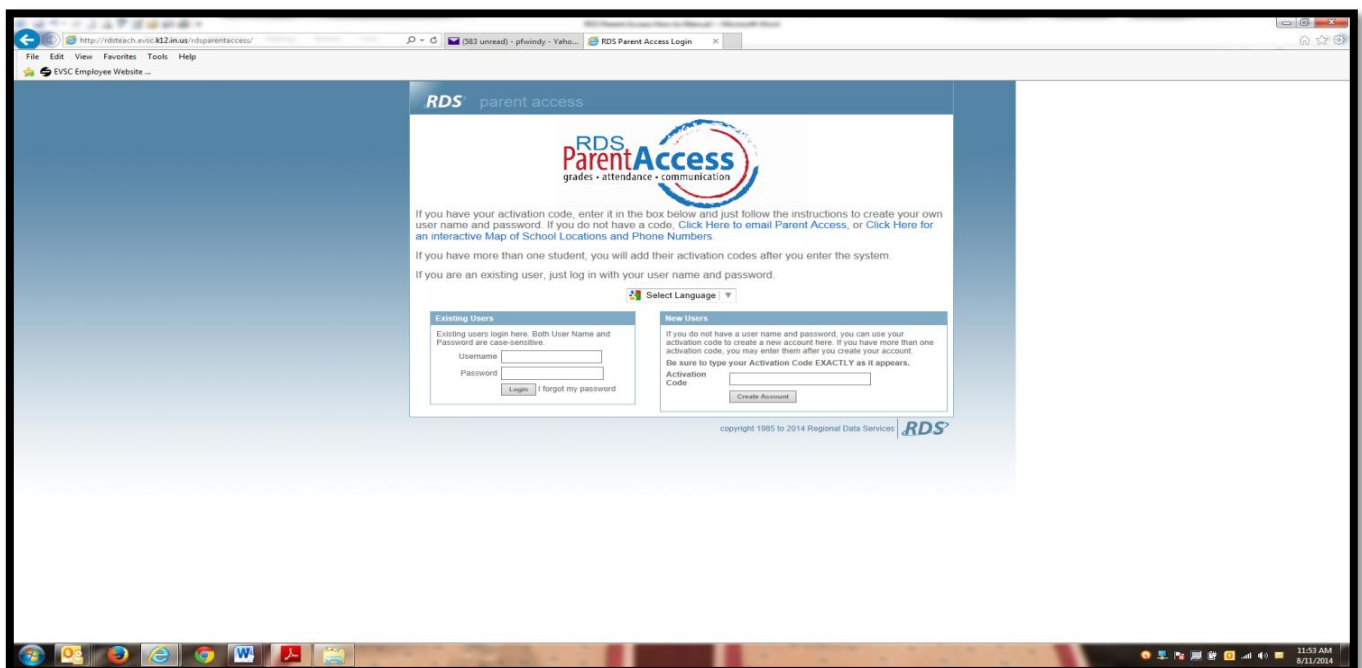 http://rdsteach.evsc.k12.in.us/rdsparentaccess/
(583 unread) - pfwindy - Yaho...
RDS Parent Access Login
File Edit View Favorites Tools Help
EVSC Employee Website ...
RDS parent access
RDS
ParentAccess
grades • attendance • communication
If you have your activation code, enter it in the box below and just follow the instructions to create your own
user name and password. If you do not have a code, Click Here to email Parent Access, or Click Here for
an interactive Map of School Locations and Phone Numbers.
If you have more than one student, you will add their activation codes after you enter the system.
If you are an existing user, just log in with your user name and password.
Select Language
Existing Users
Existing users login here. Both User Name and
Password are case-sensitive.
Username
Password
Login I forgot my password
New Users
If you do not have a user name and password, you can use your
activation code to create a new account here. If you have more than one
activation code, you may enter them after you create your account.
Be sure to type your Activation Code EXACTLY as it appears.
Activation
Code
Create Account
copyright 1985 to 2014 Regional Data Services RDS
11:53 AM
8/11/2014